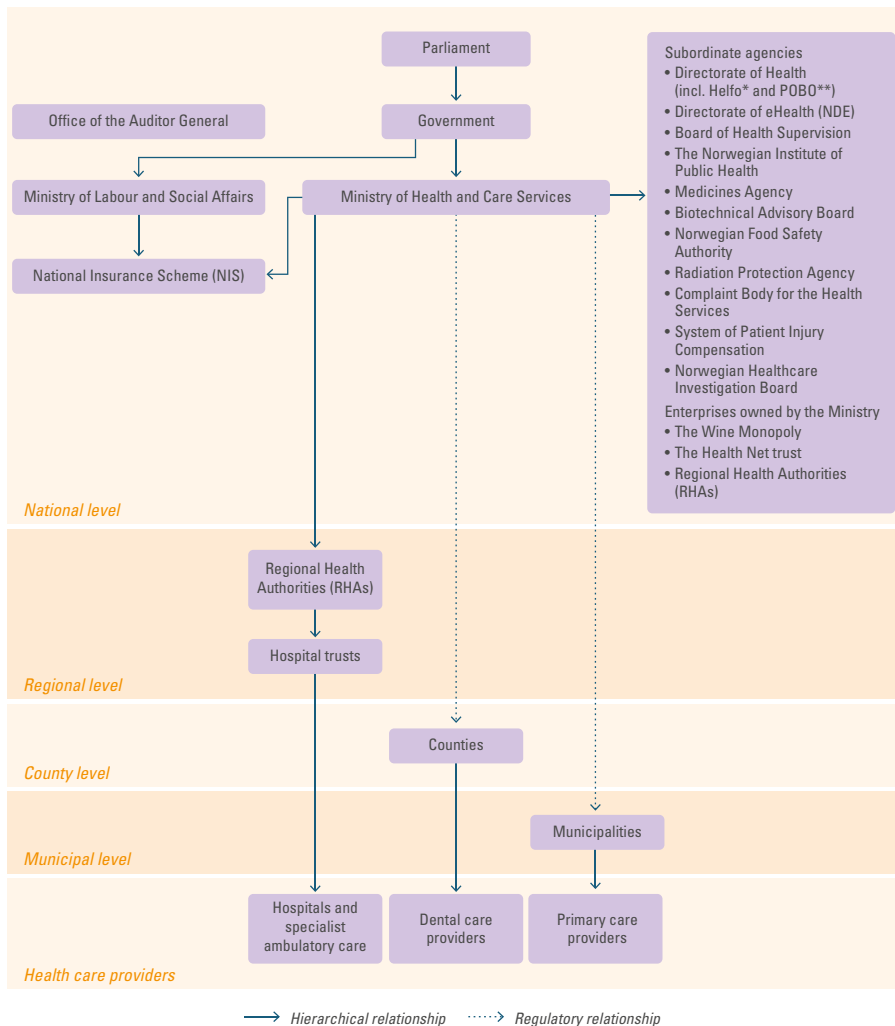 Parliament
Office of the Auditor General
Government
Ministry of Labour and Social Affairs
Ministry of Health and Care Services
National Insurance Scheme (NIS)
Subordinate agencies
• Directorate of Health
(incl. Helfo* and POBO**)
• Directorate of eHealth (NDE)
• Board of Health Supervision
• The Norwegian Institute of
Public Health
• Medicines Agency
• Biotechnical Advisory Board
• Norwegian Food Safety
Authority
• Radiation Protection Agency
• Complaint Body for the Health
Services
• System of Patient Injury
Compensation
• Norwegian Healthcare
Investigation Board
Enterprises owned by the Ministry
• The Wine Monopoly
• The Health Net trust
• Regional Health Authorities
(RHAs)
National level
Regional Health
Authorities (RHAs)
Hospital trusts
Regional level
Counties
County level
Municipalities
Municipal level
Hospitals and
specialist
ambulatory care
Dental care
providers
Primary care
providers
Health care providers
Hierarchical relationship
Regulatory relationship